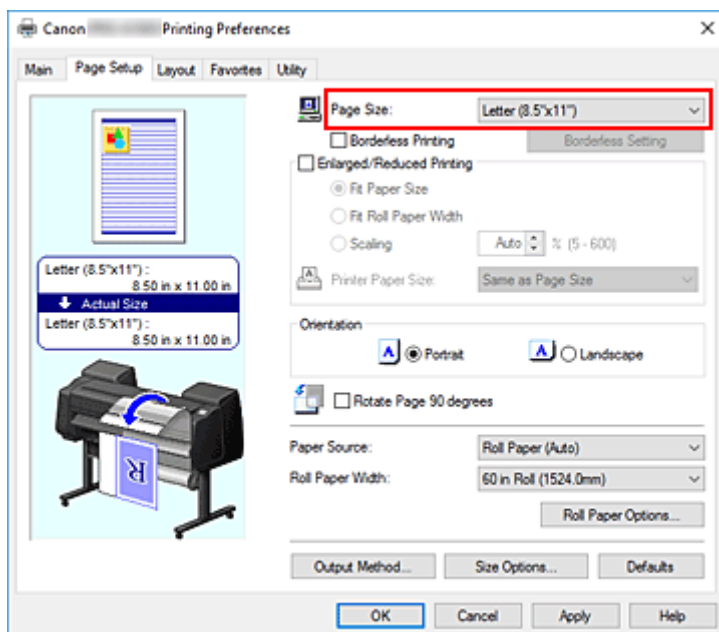 Canon Printing Preferences
Main Page Setup Layout Favorites Utility
Page Size: Letter (8.5"x11")
Borderless Printing Borderless Setting
Enlarged/Reduced Printing
Fit Paper Size
Fit Roll Paper Width
Scaling Auto % (5 - 600)
Printer Paper Size: Same as Page Size
Letter (8.5"x11") :
8.50 in x 11.00 in
Actual Size
Letter (8.5"x11") :
8.50 in x 11.00 in
Orientation
A Portrait A Landscape
Rotate Page 90 degrees
R
Paper Source: Roll Paper (Auto)
Roll Paper Width: 60 in Roll (1524.0mm)
Roll Paper Options...
Output Method... Size Options... Defaults
OK Cancel Apply Help